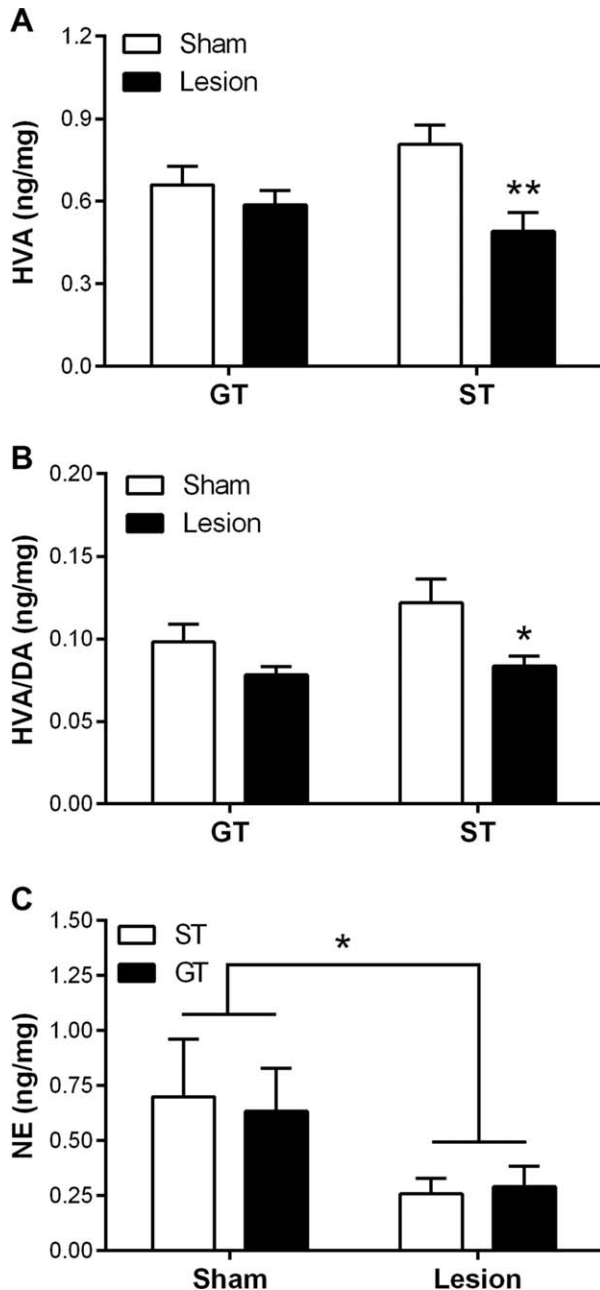 A
HVA (ng/mg)
1.2
0.9
0.6
0.3
0.0
Sham
Lesion
**
GT ST
B
HVA/DA (ng/mg)
0.20
0.15
0.10
0.05
0.00
Sham
Lesion
*
GT ST
C
NE (ng/mg)
1.50
1.25
1.00
0.75
0.50
0.25
0.00
ST
GT
*
Sham Lesion